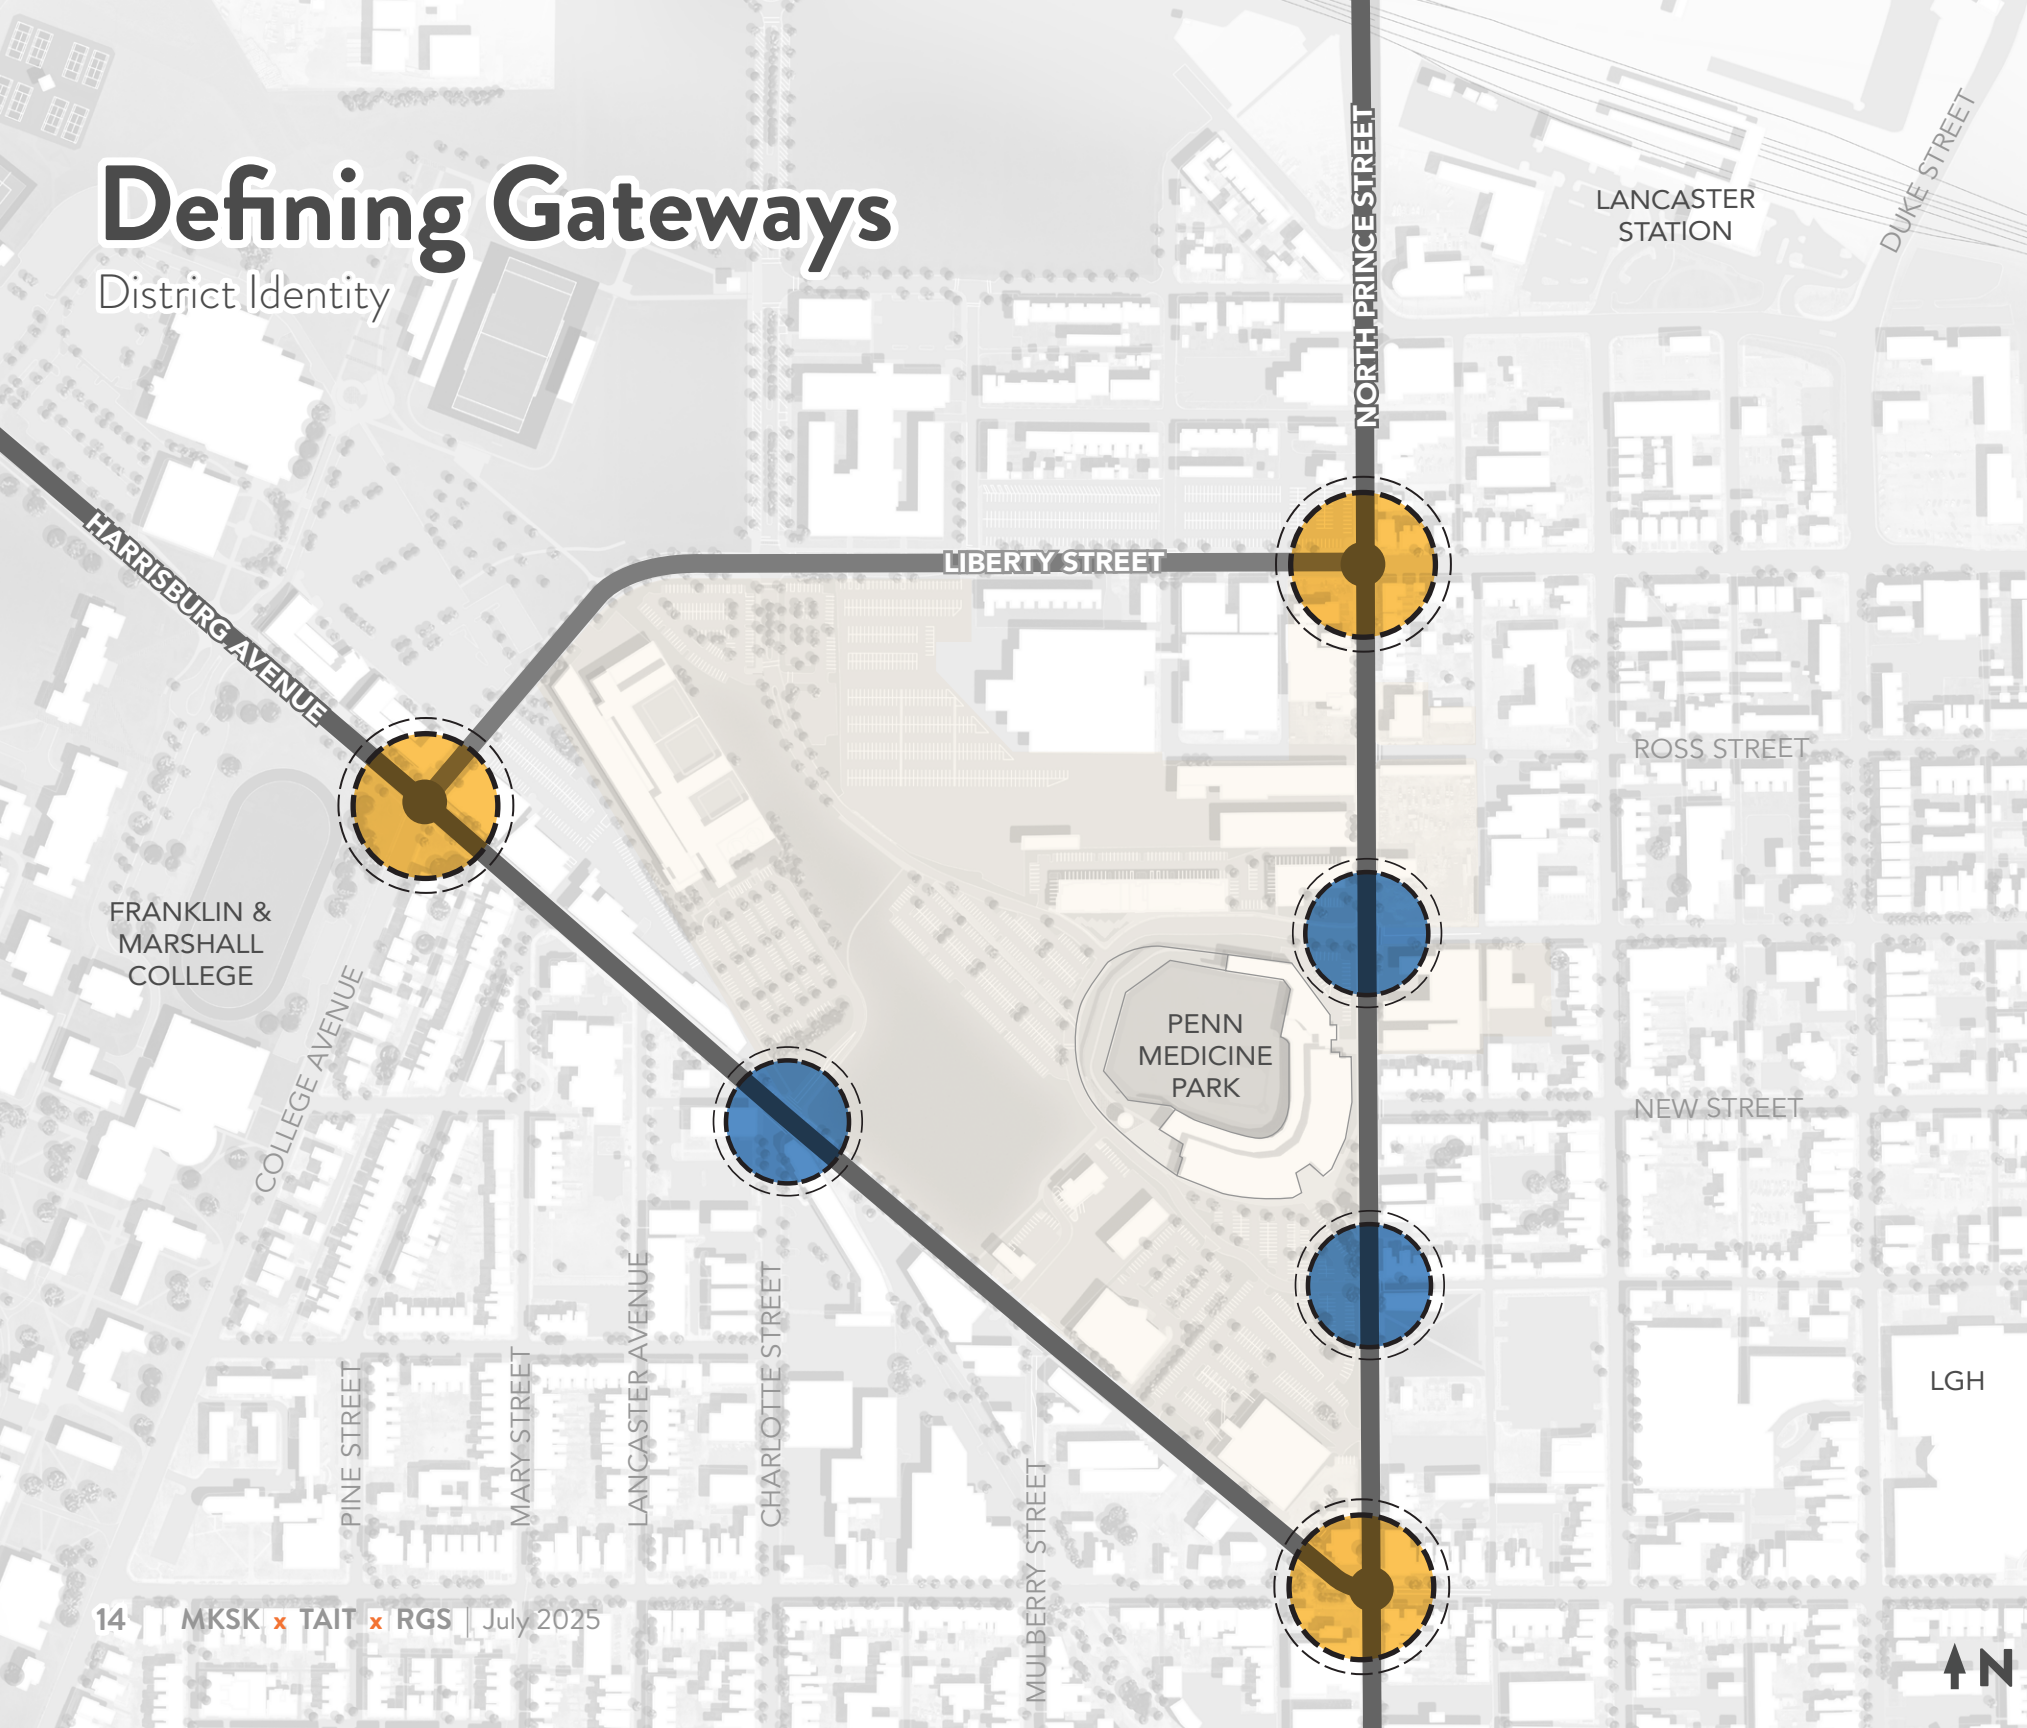 Defining Gateways
District Identity
NORTH PRINCE STREET
LANCASTER
STATION
DUKE STREET
HARRISBURG AVENUE
LIBERTY STREET
ROSS STREET
FRANKLIN &
MARSHALL
COLLEGE
COLLEGE AVENUE
PENN
MEDICINE
PARK
NEW STREET
LGH
PINE STREET
MARY STREET
LANCASTER AVENUE
CHARLOTTE STREET
MULBERRY STREET
14 MKSK x TAIT x RGS | July 2025
N